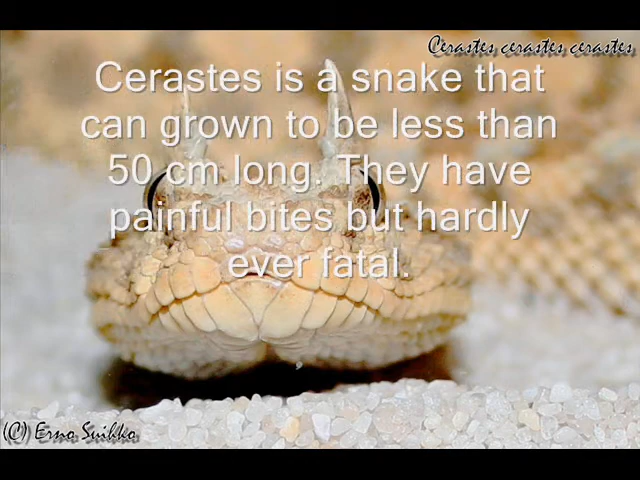 Cerastes cerastes cerastes
Cerastes is a snake that
can grown to be less than
50 cm long. They have
painful bites but hardly
ever fatal.
(C) Erno Suihko